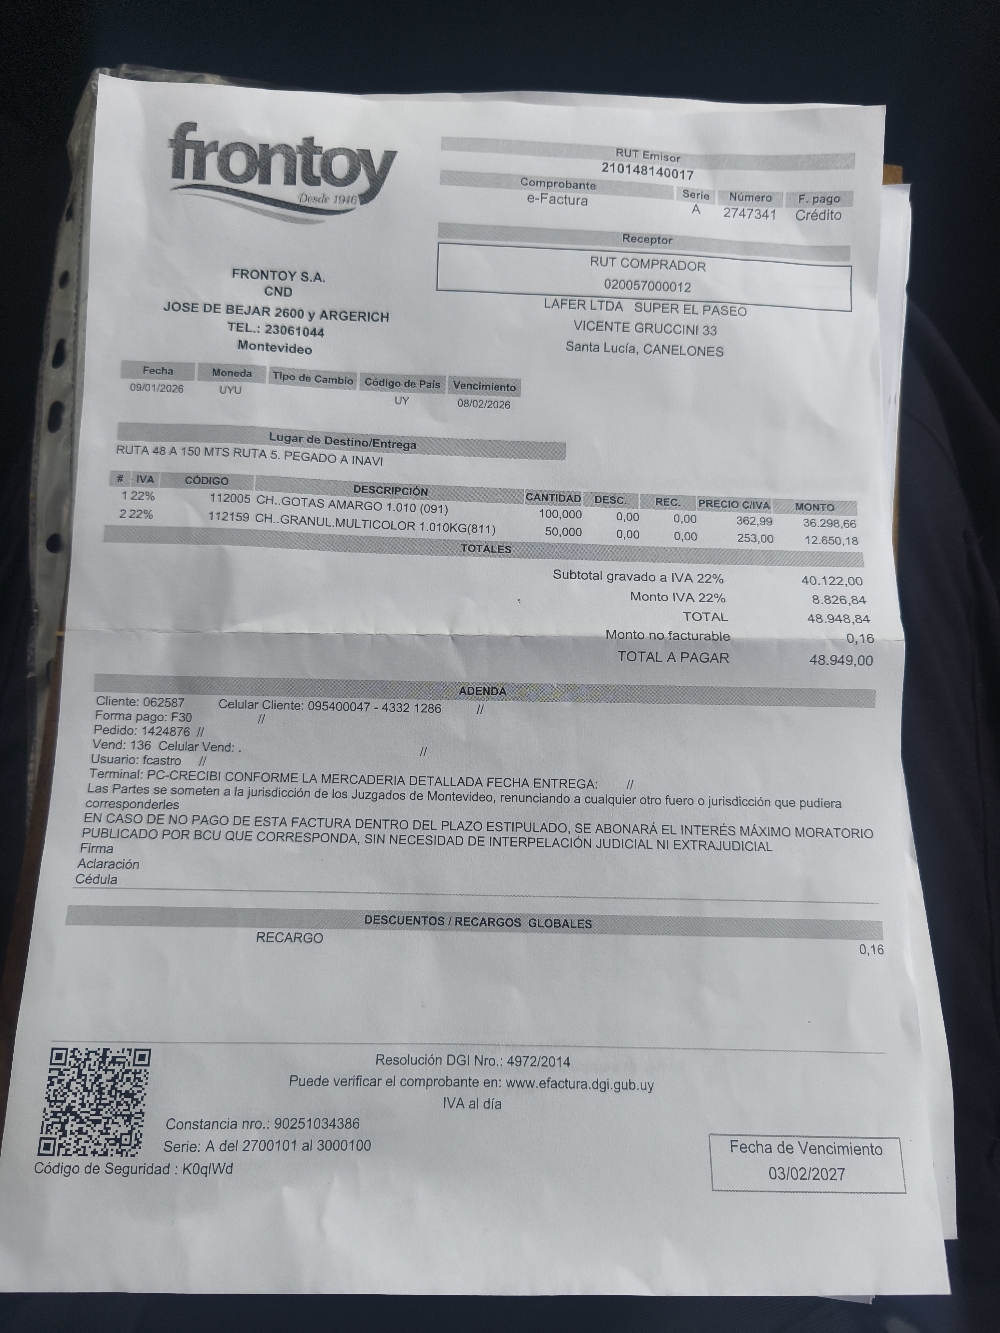 frontoy
Desde 1946
RUT Emisor
210148140017
Comprobante Serie Número F. pago
e-Factura A 2747341 Crédito
Receptor
RUT COMPRADOR
020057000012
LAFER LTDA SUPER EL PASEO
VICENTE GRUCCINI 33
Santa Lucía, CANELONES
FRONTOY S.A.
CND
JOSE DE BEJAR 2600 y ARGERICH
TEL.: 23061044
Montevideo
Fecha Moneda Tipo de Cambio Código de País Vencimiento
09/01/2026 UYU UY 08/02/2026
Lugar de Destino/Entrega
RUTA 48 A 150 MTS RUTA 5. PEGADO A INAVI
# IVA CÓDIGO DESCRIPCIÓN CANTIDAD DESC. REC. PRECIO C/IVA MONTO
1 22% 112005 CH..GOTAS AMARGO 1.010 (091) 100,000 0,00 0,00 362,99 36.298,66
2 22% 112159 CH..GRANUL.MULTICOLOR 1.010KG(811) 50,000 0,00 0,00 253,00 12.650,18
TOTALES
Subtotal gravado a IVA 22% 40.122,00
Monto IVA 22% 8.826,84
TOTAL 48.948,84
Monto no facturable 0,16
TOTAL A PAGAR 48.949,00
ADENDA
Cliente: 062587 Celular Cliente: 095400047 - 4332 1286 //
Forma pago: F30 //
Pedido: 1424876 //
Vend: 136 Celular Vend: . //
Usuario: fcastro //
Terminal: PC-CRECIBI CONFORME LA MERCADERIA DETALLADA FECHA ENTREGA: //
Las Partes se someten a la jurisdicción de los Juzgados de Montevideo, renunciando a cualquier otro fuero o jurisdicción que pudiera
corresponderles
EN CASO DE NO PAGO DE ESTA FACTURA DENTRO DEL PLAZO ESTIPULADO, SE ABONARÁ EL INTERÉS MÁXIMO MORATORIO
PUBLICADO POR BCU QUE CORRESPONDA, SIN NECESIDAD DE INTERPELACIÓN JUDICIAL NI EXTRAJUDICIAL
Firma
Aclaración
Cédula
DESCUENTOS / RECARGOS GLOBALES
RECARGO 0,16
Resolución DGI Nro.: 4972/2014
Puede verificar el comprobante en: www.efactura.dgi.gub.uy
IVA al día
Constancia nro.: 90251034386
Serie: A del 2700101 al 3000100
Código de Seguridad : K0qlWd
Fecha de Vencimiento
03/02/2027